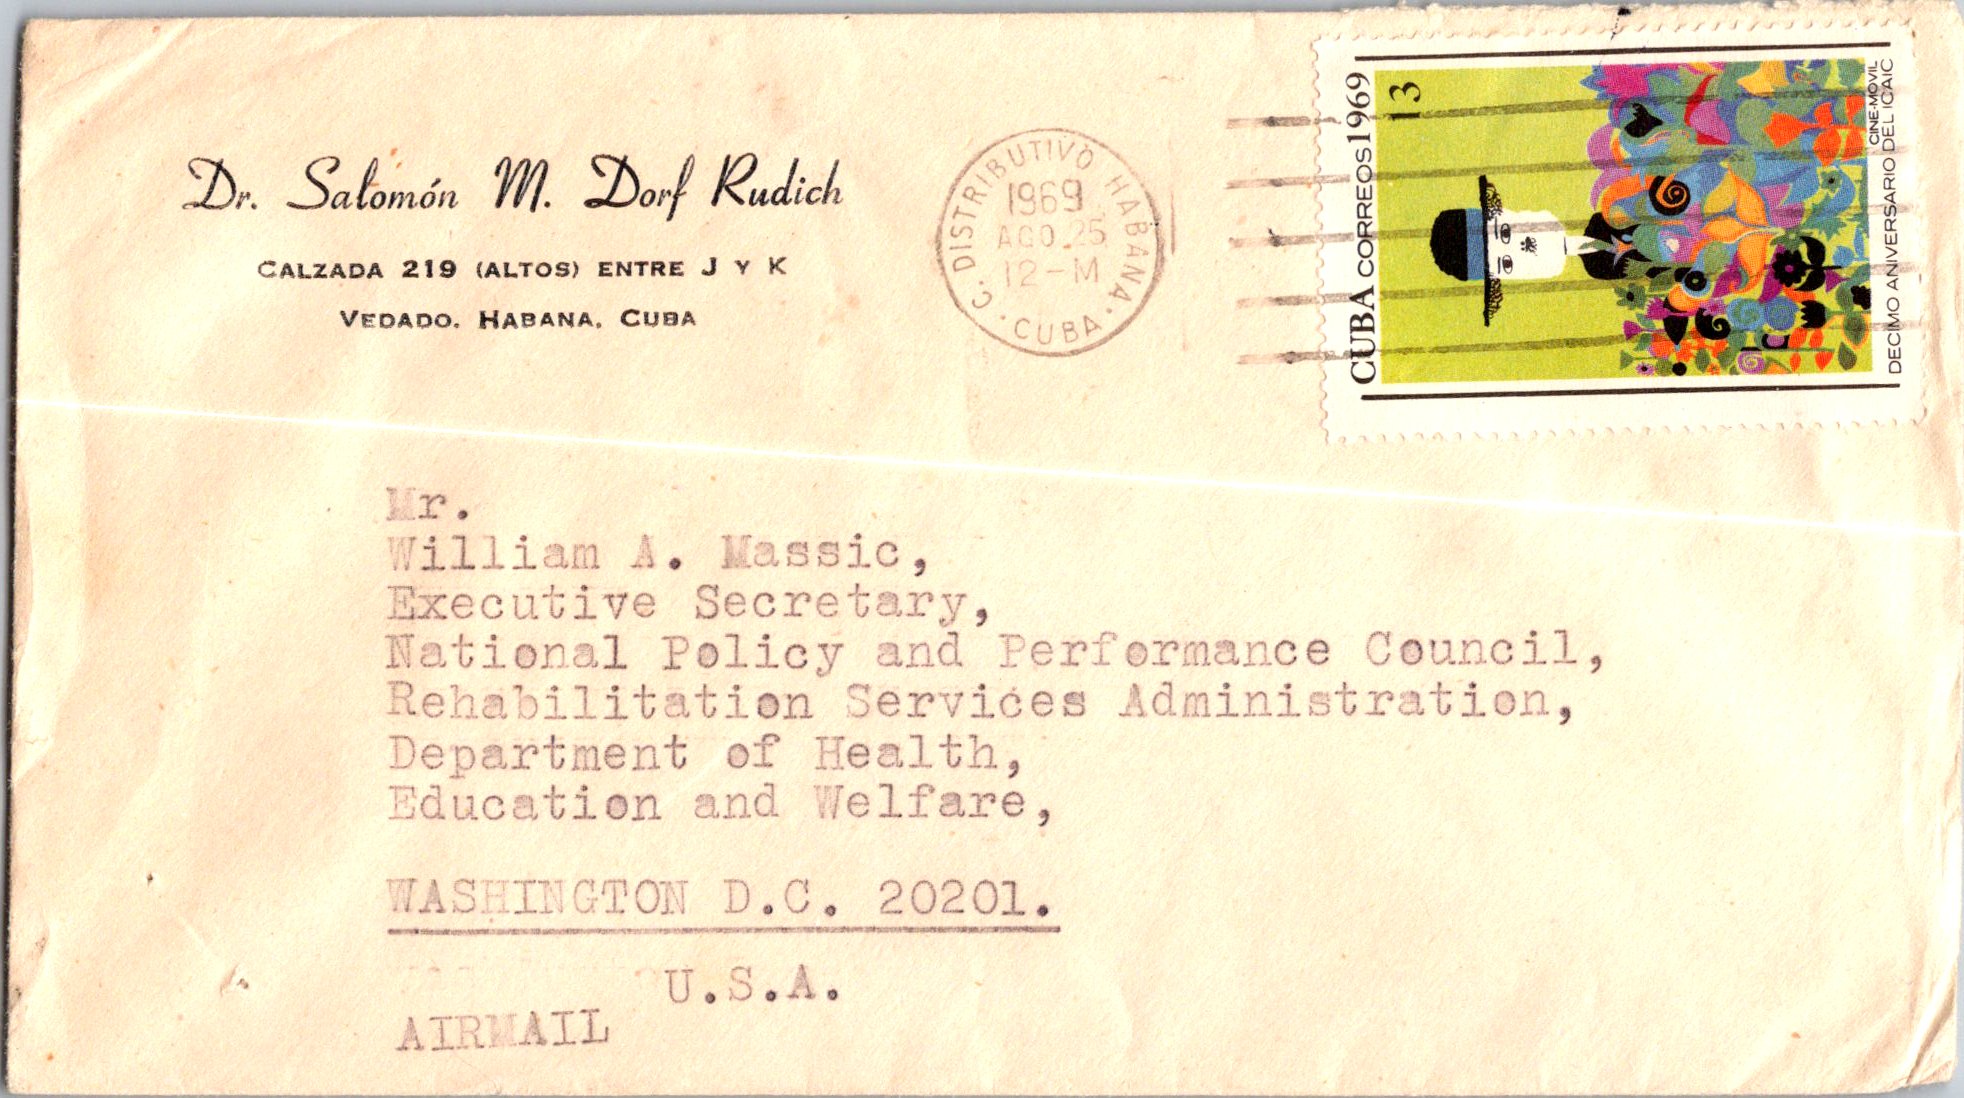 Dr. Salomón M. Dorf Rudich
CALZADA 219 (ALTOS) ENTRE J Y K
VEDADO. HABANA. CUBA
C. DISTRIBUTIVO HABANA.
1969
AGO.25
12-M
· CUBA ·
CUBA CORREOS 1969
13
CINE-MOVIL
DECIMO ANIVERSARIO DEL ICAIC
Mr.
William A. Massic,
Executive Secretary,
National Policy and Performance Council,
Rehabilitation Services Administration,
Department of Health,
Education and Welfare,
WASHINGTON D.C. 20201.
U.S.A.
AIRMAIL